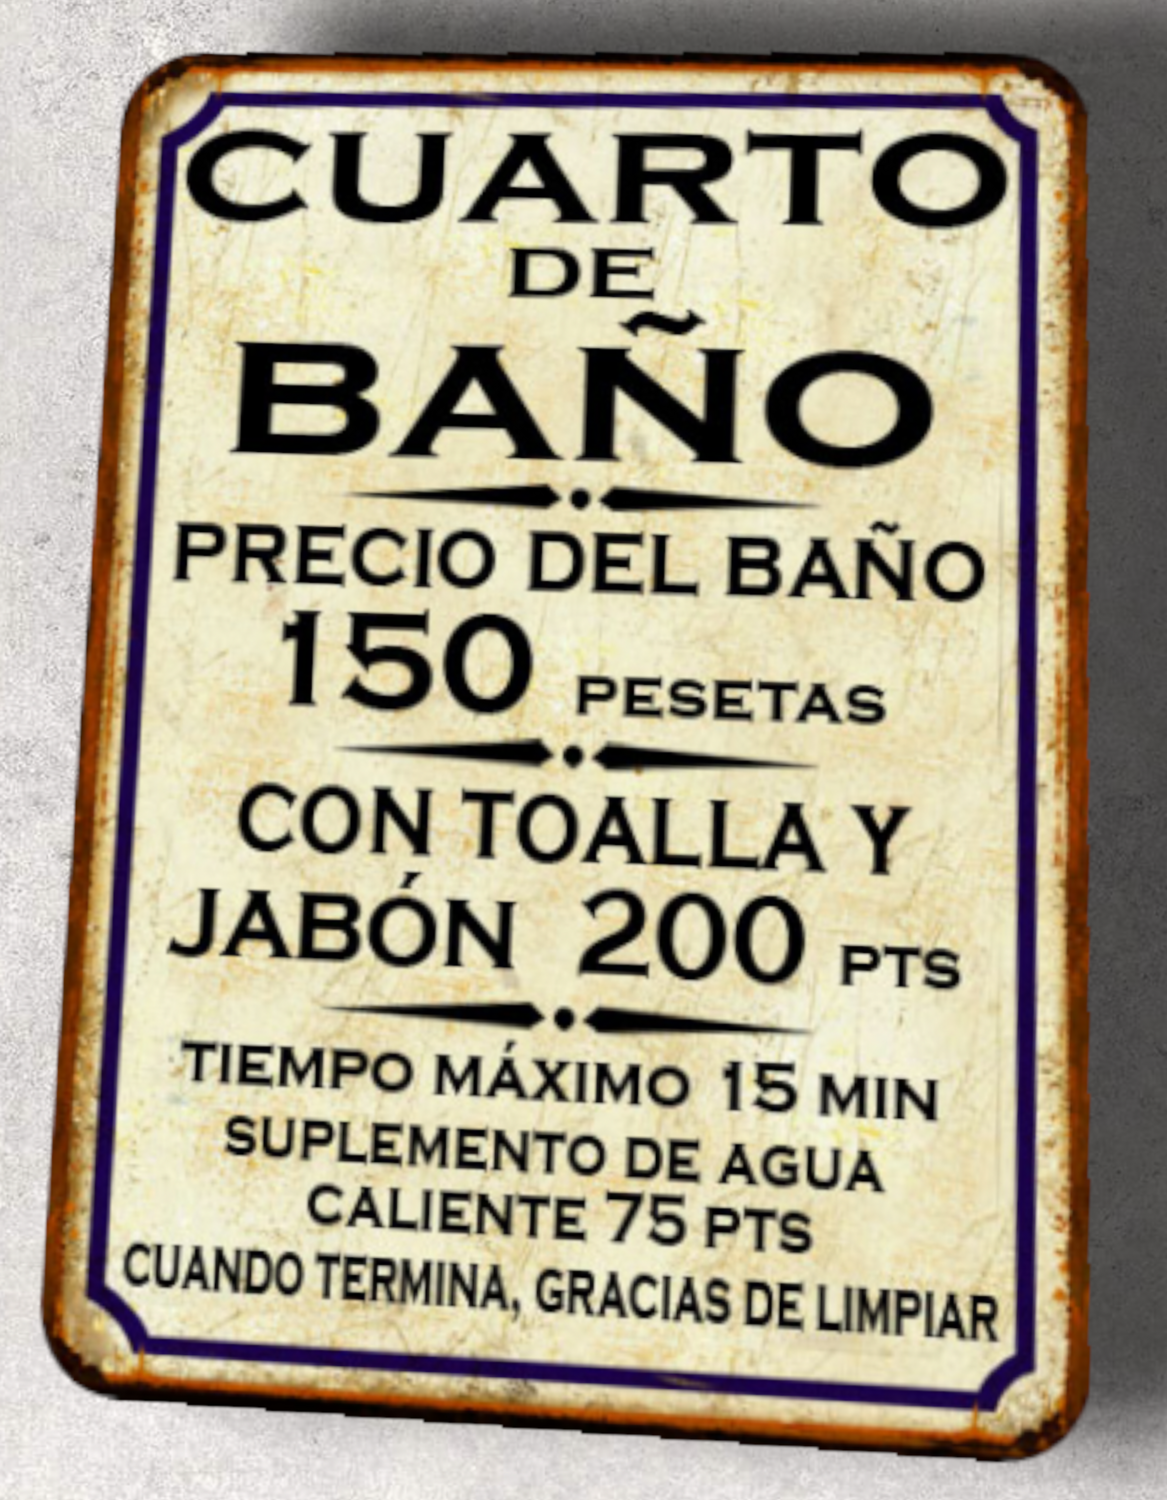 CUARTO
DE
BAÑO
PRECIO DEL BAÑO
150 PESETAS
CON TOALLA Y
JABÓN 200 PTS
TIEMPO MÁXIMO 15 MIN
SUPLEMENTO DE AGUA
CALIENTE 75 PTS
CUANDO TERMINA, GRACIAS DE LIMPIAR